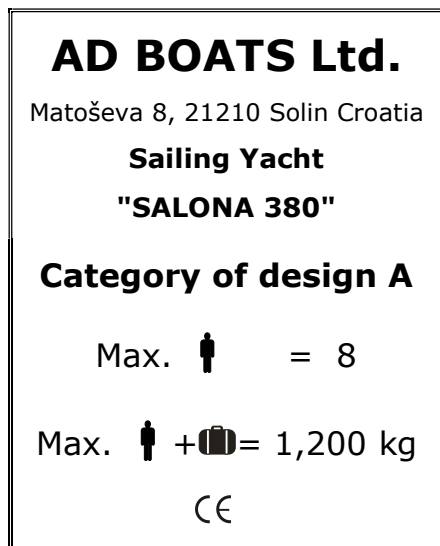 AD BOATS Ltd.
Matoševa 8, 21210 Solin Croatia
Sailing Yacht
"SALONA 380"
Category of design A
Max. = 8
Max. + = 1,200 kg
CE